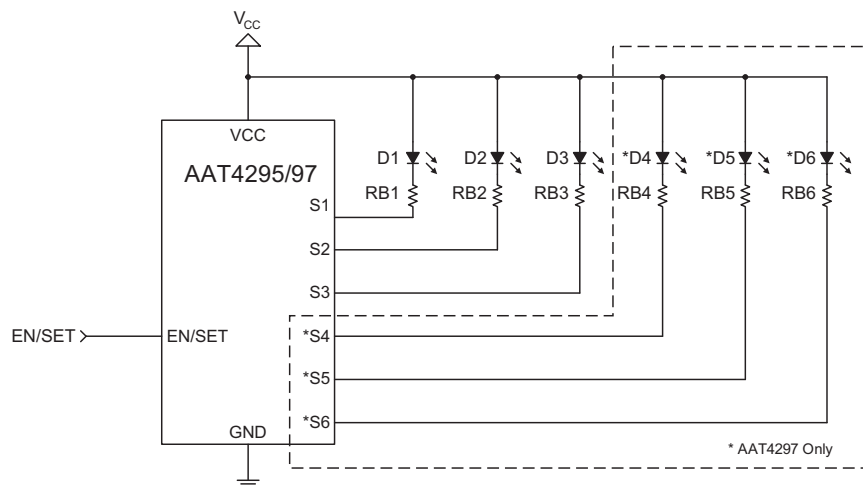 VCC
VCC
AAT4295/97
D1 D2 D3 *D4 *D5 *D6
RB1 RB2 RB3 RB4 RB5 RB6
S1
S2
S3
EN/SET EN/SET *S4
*S5
*S6
GND
* AAT4297 Only